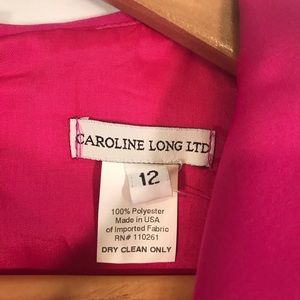 CAROLINE LONG LTD
12
100% Polyester
Made in USA
of Imported Fabric
RN# 110261
DRY CLEAN ONLY